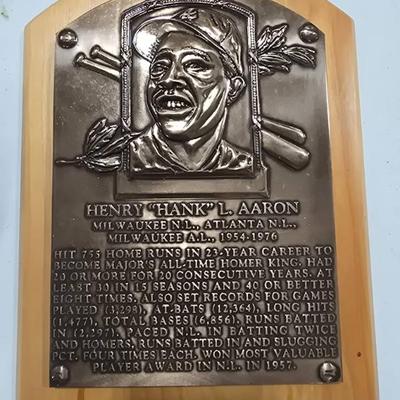 HENRY "HANK" L. AARON
MILWAUKEE N.L., ATLANTA N.L.,
MILWAUKEE A.L., 1954-1976
HIT 755 HOME RUNS IN 23-YEAR CAREER TO
BECOME MAJORS' ALL-TIME HOMER KING. HAD
20 OR MORE FOR 20 CONSECUTIVE YEARS, AT
LEAST 30 IN 15 SEASONS AND 40 OR BETTER
EIGHT TIMES. ALSO SET RECORDS FOR GAMES
PLAYED (3,298), AT-BATS (12,364), LONG HITS
(1,477), TOTAL BASES (6,856), RUNS BATTED
IN (2,297). PACED N.L. IN BATTING TWICE
AND HOMERS, RUNS BATTED IN AND SLUGGING
PCT. FOUR TIMES EACH. WON MOST VALUABLE
PLAYER AWARD IN N.L. IN 1957.